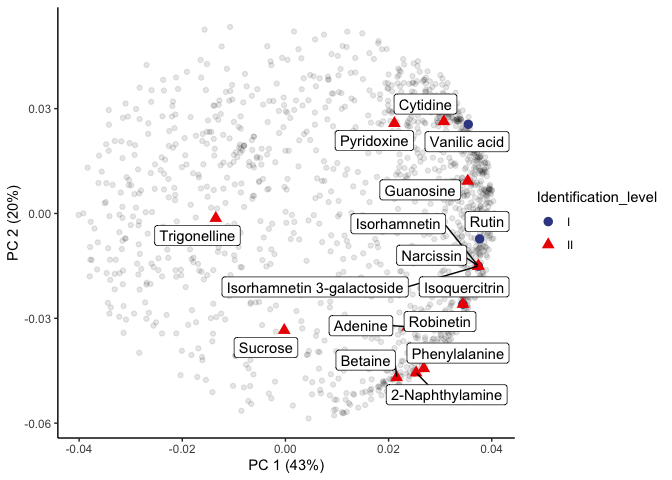 Cytidine
0.03
Pyridoxine
Vanilic acid
Guanosine
Identification_level
Isorhamnetin
Rutin
I
PC 2 (20%)
0.00
Trigonelline
II
Narcissin
Isorhamnetin 3-galactoside
Isoquercitrin
-0.03
Adenine
Robinetin
Sucrose
Betaine
Phenylalanine
2-Naphthylamine
-0.06
-0.04
-0.02
0.00
0.02
0.04
PC 1 (43%)